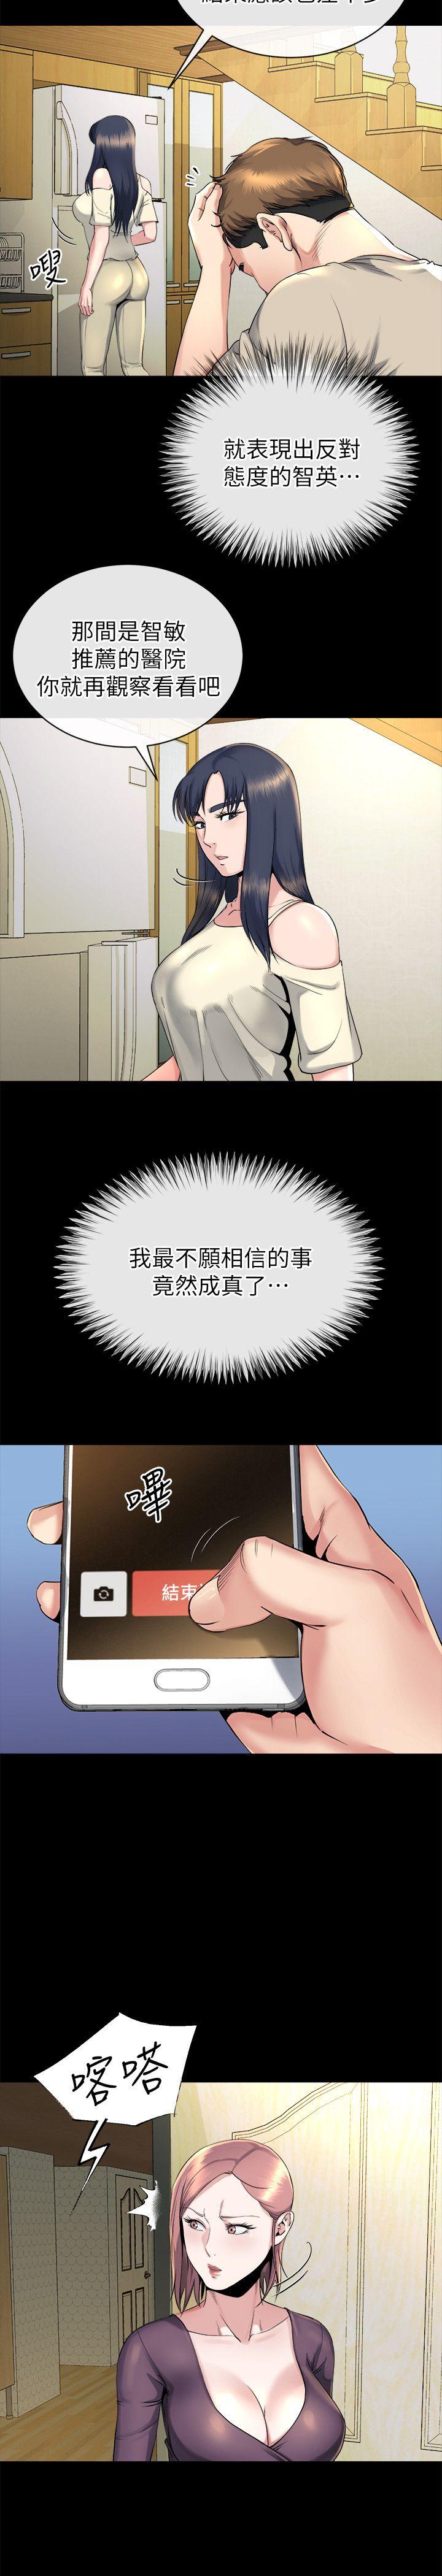 嗖
就表現出反對
態度的智英⋯
那間是智敏
推薦的醫院
你就再觀察看看吧
我最不願相信的事
竟然成真了⋯
嗶
結束
喀嗒